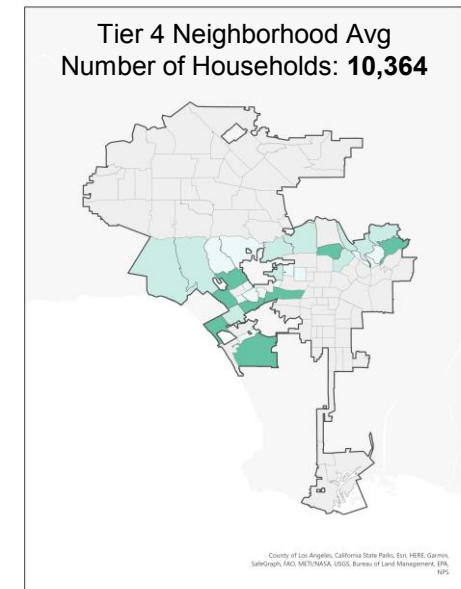 Tier 4 Neighborhood Avg
Number of Households: 10,364
County of Los Angeles, California State Parks, Esri, HERE, Garmin,
SafeGraph, FAO, METI/NASA, USGS, Bureau of Land Management, EPA,
NPS